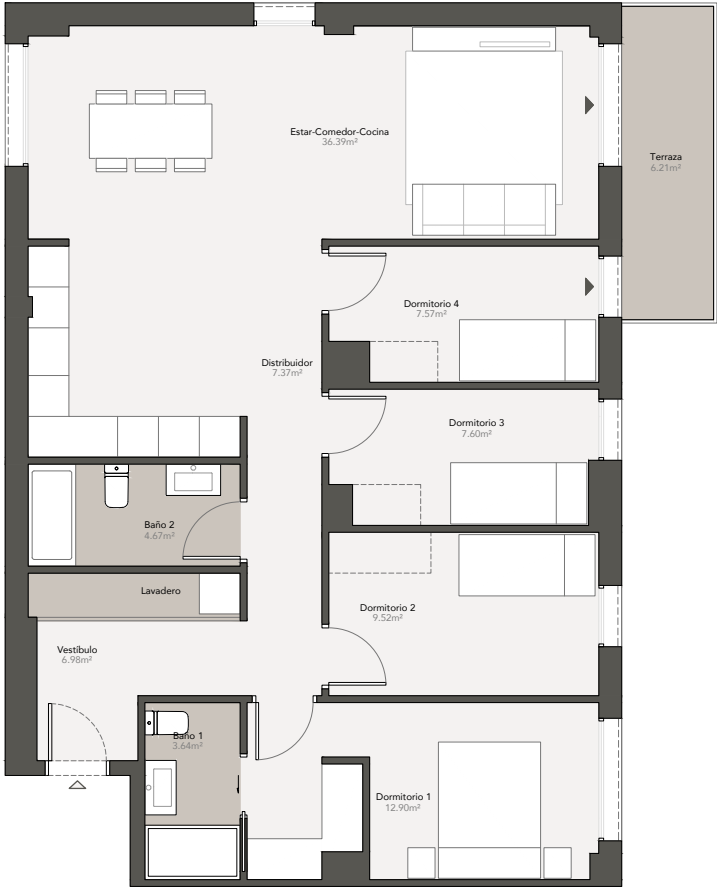 Estar-Comedor-Cocina
36.39m²
Terraza
6.21m²
Dormitorio 4
7.57m²
Distribuidor
7.37m²
Dormitorio 3
7.60m²
Baño 2
4.67m²
Lavadero
Dormitorio 2
9.52m²
Vestíbulo
6.98m²
Baño 1
3.64m²
Dormitorio 1
12.90m²